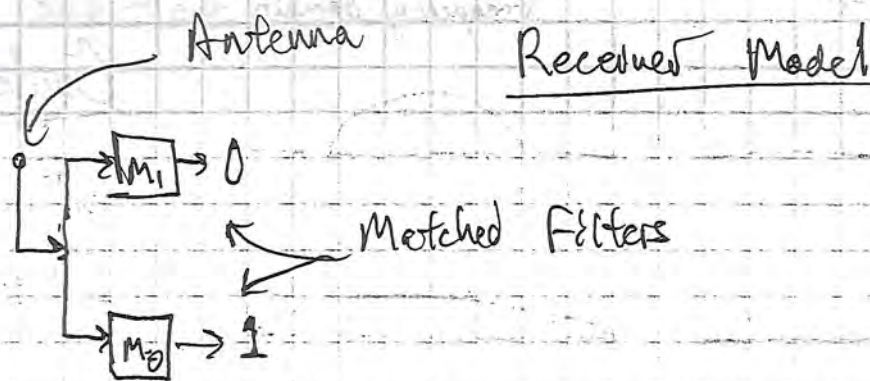 Antenna
Receiver Model
M₁ → 0
Matched Filters
M₀ → 1